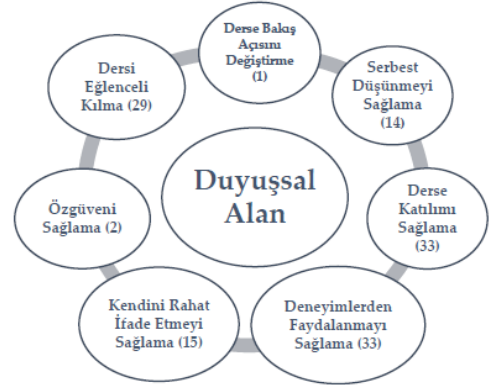 Derse Bakış
Açısını
Değiştirme
(1)
Serbest
Düşünmeyi
Sağlama
(14)
Derse
Katılımı
Sağlama
(33)
Deneyimlerden
Faydalanmayı
Sağlama (33)
Kendini Rahat
İfade Etmeyi
Sağlama (15)
Özgüveni
Sağlama (2)
Dersi
Eğlenceli
Kılma (29)
Duyuşsal
Alan